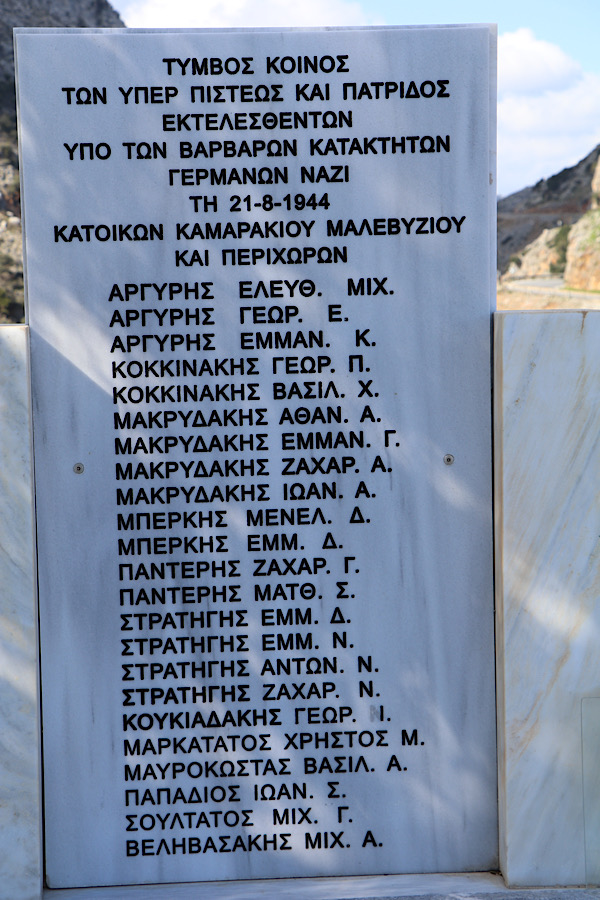 ΤΥΜΒΟΣ ΚΟΙΝΟΣ
ΤΩΝ ΥΠΕΡ ΠΙΣΤΕΩΣ ΚΑΙ ΠΑΤΡΙΔΟΣ
ΕΚΤΕΛΕΣΘΕΝΤΩΝ
ΥΠΟ ΤΩΝ ΒΑΡΒΑΡΩΝ ΚΑΤΑΚΤΗΤΩΝ
ΓΕΡΜΑΝΩΝ ΝΑΖΙ
ΤΗ 21-8-1944
ΚΑΤΟΙΚΩΝ ΚΑΜΑΡΑΚΙΟΥ ΜΑΛΕΒΥΖΙΟΥ
ΚΑΙ ΠΕΡΙΧΩΡΩΝ
ΑΡΓΥΡΗΣ ΕΛΕΥΘ. ΜΙΧ.
ΑΡΓΥΡΗΣ ΓΕΩΡ. Ε.
ΑΡΓΥΡΗΣ ΕΜΜΑΝ. Κ.
ΚΟΚΚΙΝΑΚΗΣ ΓΕΩΡ. Π.
ΚΟΚΚΙΝΑΚΗΣ ΒΑΣΙΛ. Χ.
ΜΑΚΡΥΔΑΚΗΣ ΑΘΑΝ. Α.
ΜΑΚΡΥΔΑΚΗΣ ΕΜΜΑΝ. Γ.
ΜΑΚΡΥΔΑΚΗΣ ΖΑΧΑΡ. Α.
ΜΑΚΡΥΔΑΚΗΣ ΙΩΑΝ. Α.
ΜΠΕΡΚΗΣ ΜΕΝΕΛ. Δ.
ΜΠΕΡΚΗΣ ΕΜΜ. Δ.
ΠΑΝΤΕΡΗΣ ΖΑΧΑΡ. Γ.
ΠΑΝΤΕΡΗΣ ΜΑΤΘ. Σ.
ΣΤΡΑΤΗΓΗΣ ΕΜΜ. Δ.
ΣΤΡΑΤΗΓΗΣ ΕΜΜ. Ν.
ΣΤΡΑΤΗΓΗΣ ΑΝΤΩΝ. Ν.
ΣΤΡΑΤΗΓΗΣ ΖΑΧΑΡ. Ν.
ΚΟΥΚΙΑΔΑΚΗΣ ΓΕΩΡ.
ΜΑΡΚΑΤΑΤΟΣ ΧΡΗΣΤΟΣ Μ.
ΜΑΥΡΟΚΩΣΤΑΣ ΒΑΣΙΛ. Α.
ΠΑΠΑΔΙΟΣ ΙΩΑΝ. Σ.
ΣΟΥΛΤΑΤΟΣ ΜΙΧ. Γ.
ΒΕΛΗΒΑΣΑΚΗΣ ΜΙΧ. Α.